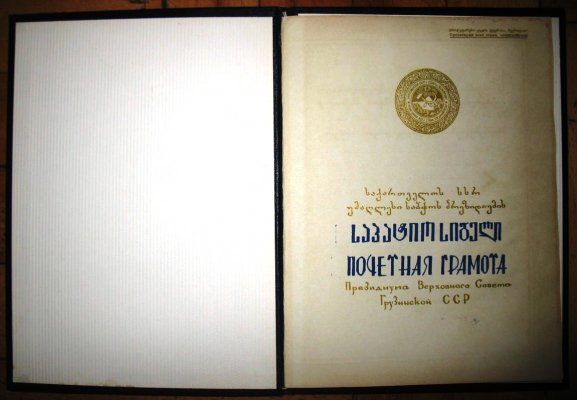 საქართველოს სსრ
უმაღლესი საბჭოს პრეზიდიუმის
საპატიო სიგელი
ПОЧЕТНАЯ ГРАМОТА
Президиума Верховного Совета
Грузинской ССР